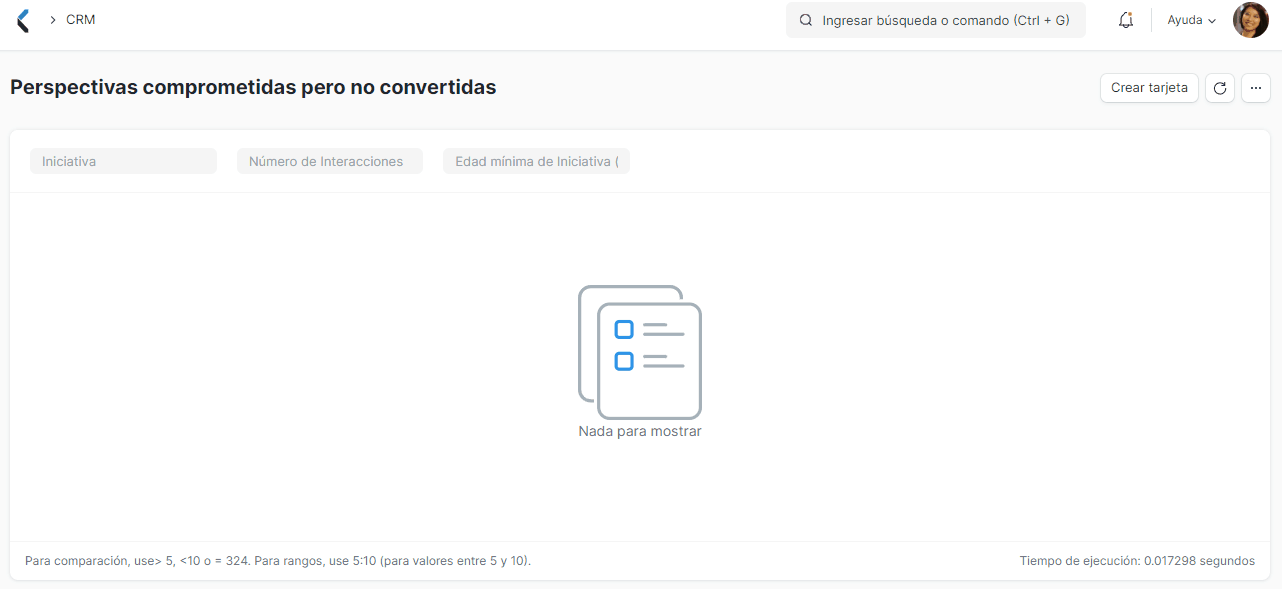 CRM
Ingresar búsqueda o comando (Ctrl + G)
Ayuda
Perspectivas comprometidas pero no convertidas
Crear tarjeta
Iniciativa
Número de Interacciones
Edad mínima de Iniciativa (
Nada para mostrar
Para comparación, use> 5, <10 o = 324. Para rangos, use 5:10 (para valores entre 5 y 10).
Tiempo de ejecución: 0.017298 segundos